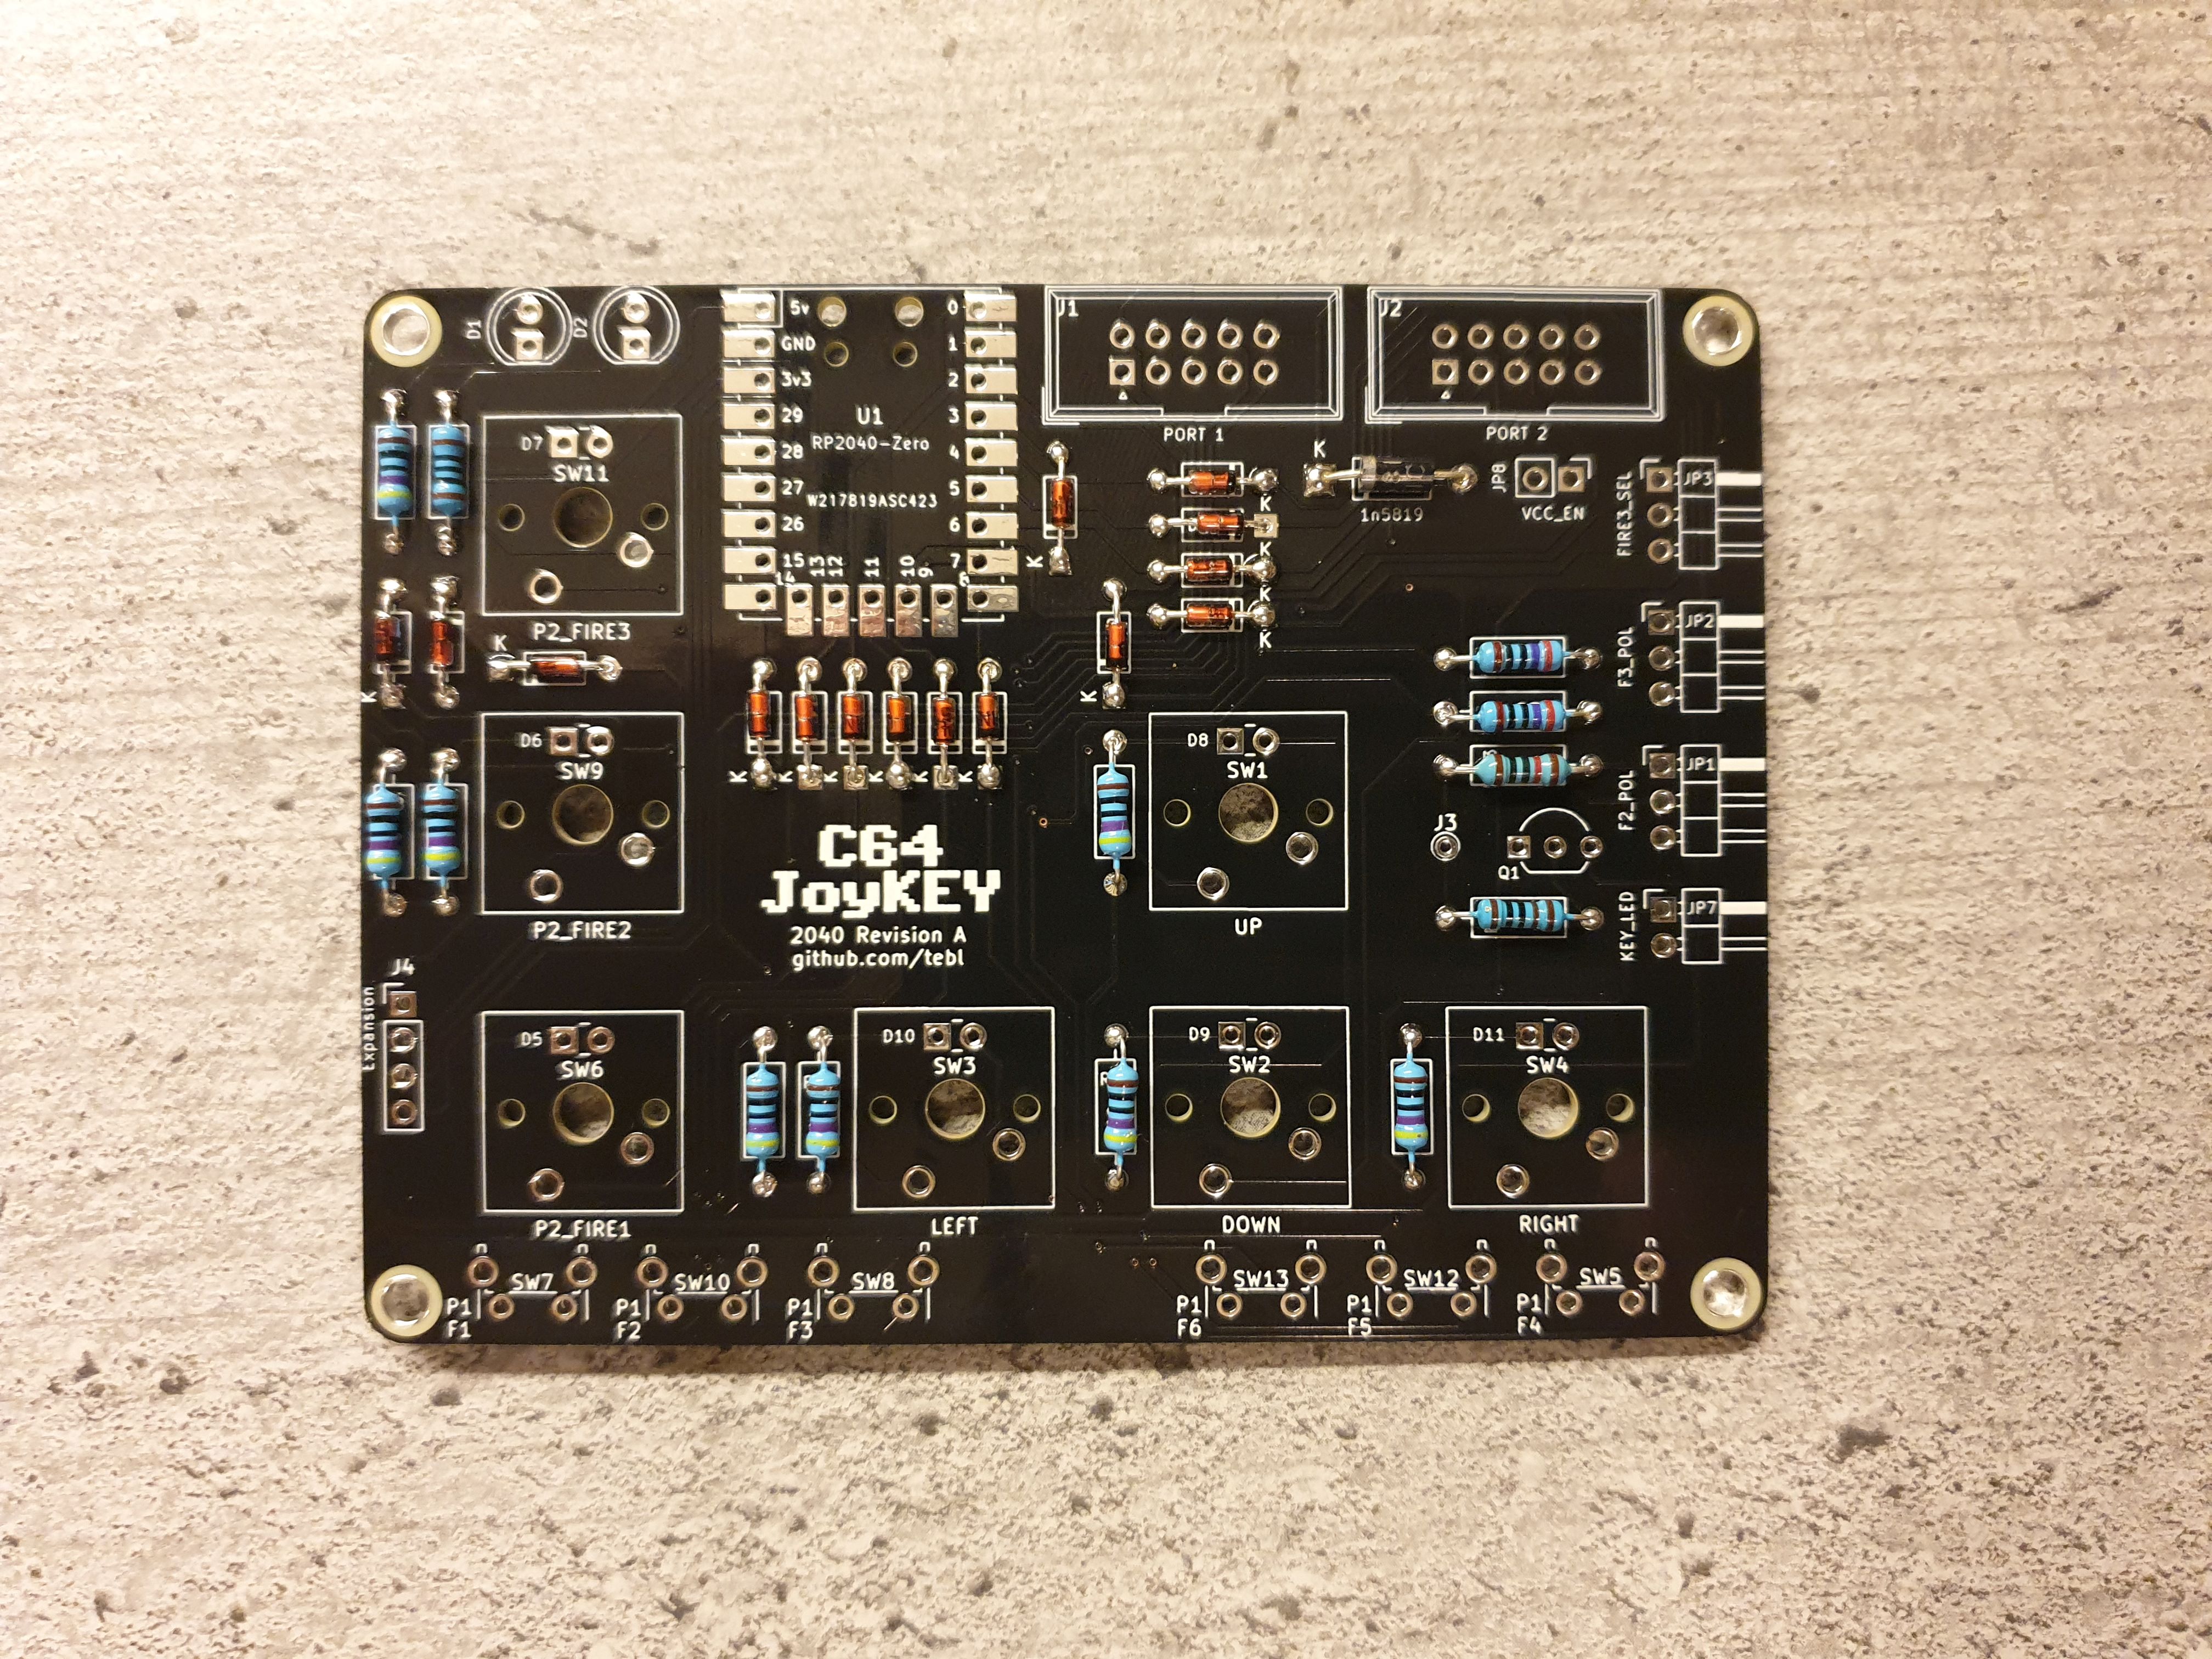 D1
D2
5v
0
GND
1
3v3
2
29
3
28
4
27
5
26
6
15
7
14
13
12
11
10
9
8
U1
RP2040-Zero
W217819ASC423
J1
PORT 1
J2
PORT 2
D7
SW11
P2_FIRE3
K
K
K
K
K
K
K
K
1n5819
JP8
VCC_EN
FIRE3_SEL
JP3
F3_POL
JP2
F2_POL
JP1
KEY_LED
JP7
K
K
K
K
K
K
K
D6
SW9
P2_FIRE2
D8
SW1
UP
J3
Q1
C64
JoyKEY
2040 Revision A
github.com/tebl
J4
Expansion
D5
SW6
P2_FIRE1
D10
SW3
LEFT
D9
SW2
DOWN
D11
SW4
RIGHT
SW7
P1
F1
SW10
P1
F2
SW8
P1
F3
SW13
P1
F6
SW12
P1
F5
SW5
P1
F4